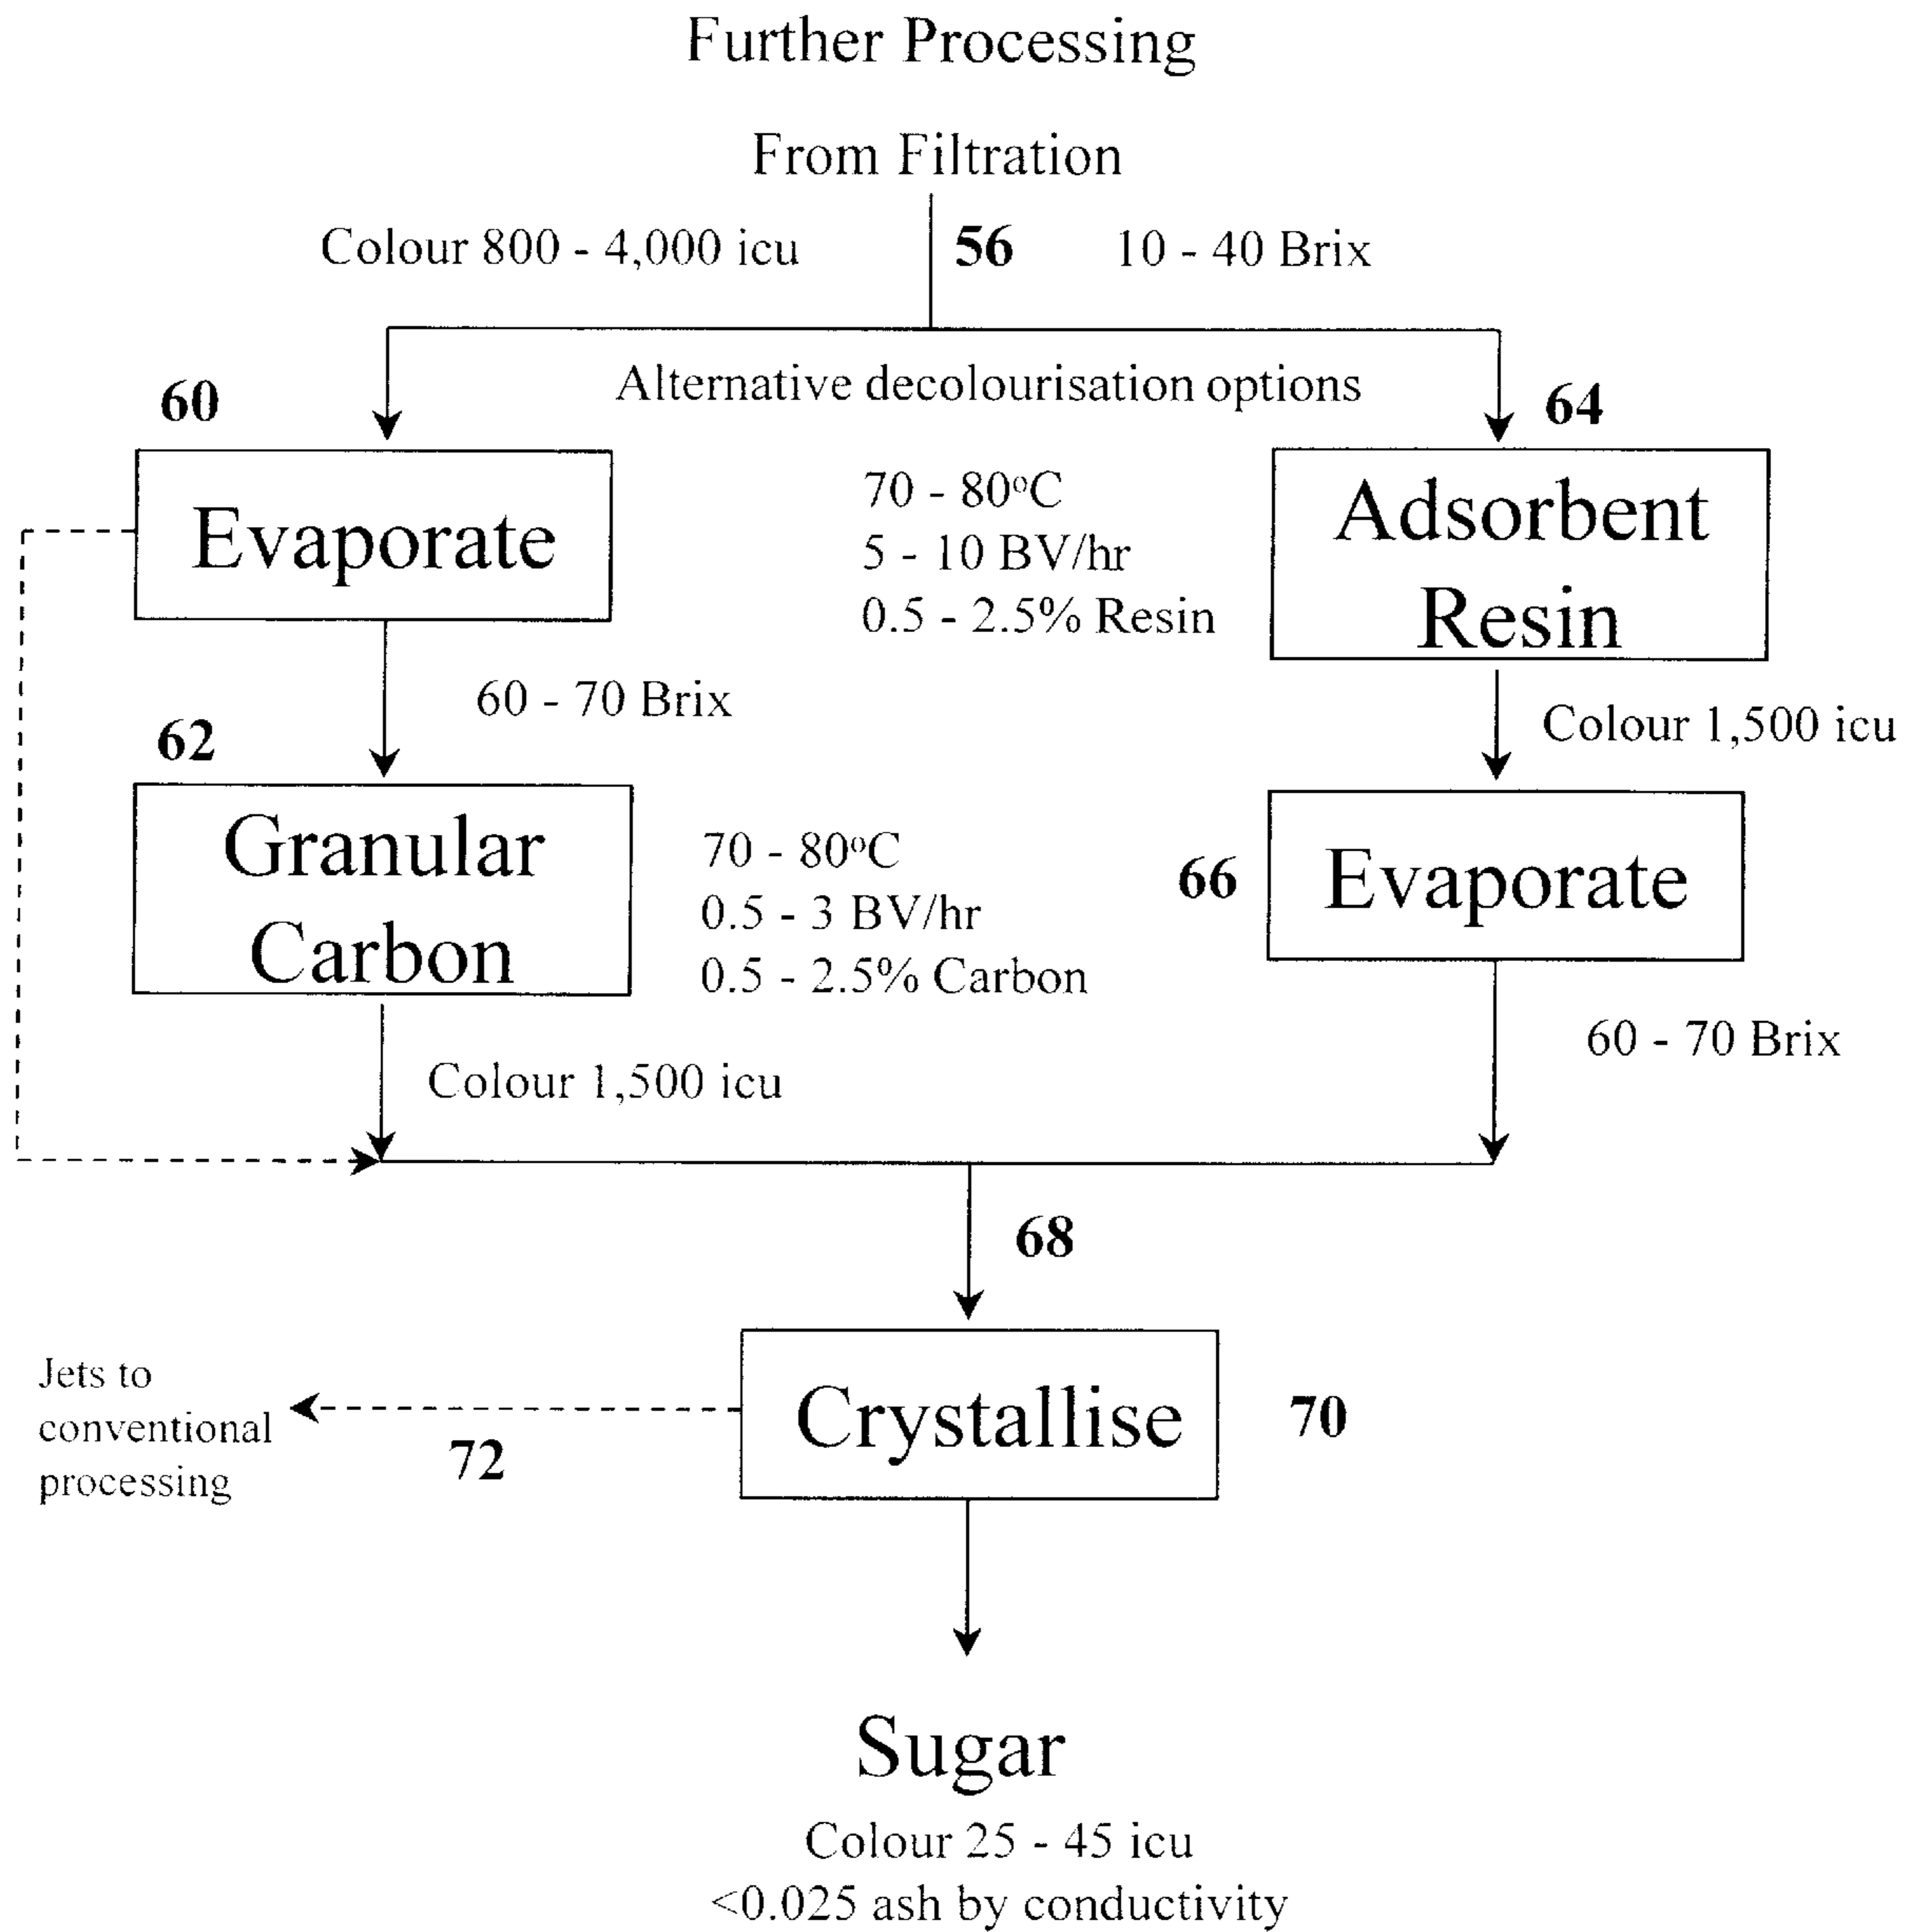 Further Processing
From Filtration
Colour 800 - 4,000 icu
56
10 - 40 Brix
Alternative decolourisation options
60
64
Evaporate
70 - 80ºC
5 - 10 BV/hr
0.5 - 2.5% Resin
Adsorbent
Resin
60 - 70 Brix
Colour 1,500 icu
62
Granular
Carbon
70 - 80ºC
0.5 - 3 BV/hr
0.5 - 2.5% Carbon
66
Evaporate
60 - 70 Brix
Colour 1,500 icu
68
Jets to
conventional
processing
72
Crystallise
70
Sugar
Colour 25 - 45 icu
<0.025 ash by conductivity